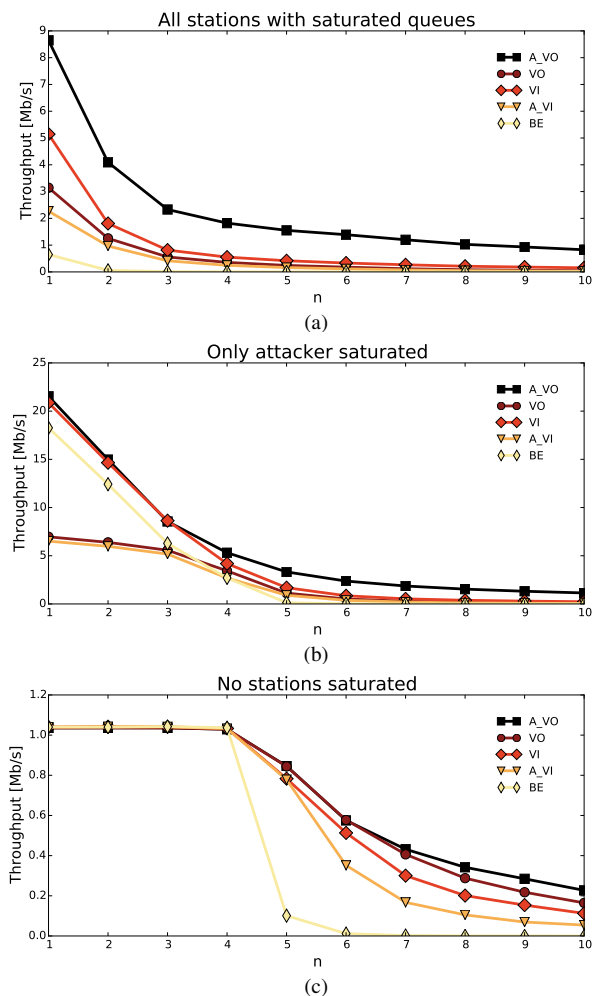 All stations with saturated queues
9
8
7
6
5
4
3
2
1
0
Throughput [Mb/s]
A_VO
VO
VI
A_VI
BE
1 2 3 4 5 6 7 8 9 10
n
(a)
Only attacker saturated
25
20
15
10
5
0
Throughput [Mb/s]
A_VO
VO
VI
A_VI
BE
1 2 3 4 5 6 7 8 9 10
n
(b)
No stations saturated
1.2
1.0
0.8
0.6
0.4
0.2
0.0
Throughput [Mb/s]
A_VO
VO
VI
A_VI
BE
1 2 3 4 5 6 7 8 9 10
n
(c)